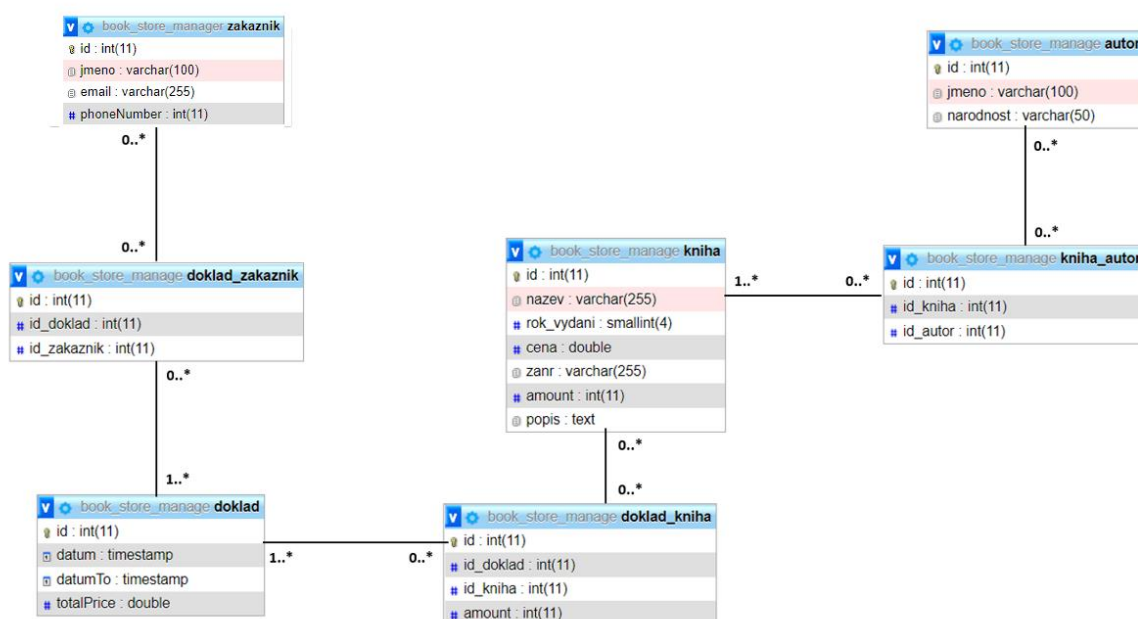 book_store_manager zakaznik
id : int(11)
jmeno : varchar(100)
email : varchar(255)
phoneNumber : int(11)
0..*
0..*
book_store_manage doklad_zakaznik
id : int(11)
id_doklad : int(11)
id_zakaznik : int(11)
0..*
1..*
book_store_manage doklad
id : int(11)
datum : timestamp
datumTo : timestamp
totalPrice : double
1..*
0..*
book_store_manage kniha
id : int(11)
nazev : varchar(255)
rok_vydani : smallint(4)
cena : double
zanr : varchar(255)
amount : int(11)
popis : text
0..*
0..*
book_store_manage doklad_kniha
id : int(11)
id_doklad : int(11)
id_kniha : int(11)
amount : int(11)
1..*
0..*
book_store_manage autor
id : int(11)
jmeno : varchar(100)
narodnost : varchar(50)
0..*
0..*
book_store_manage kniha_autor
id : int(11)
id_kniha : int(11)
id_autor : int(11)